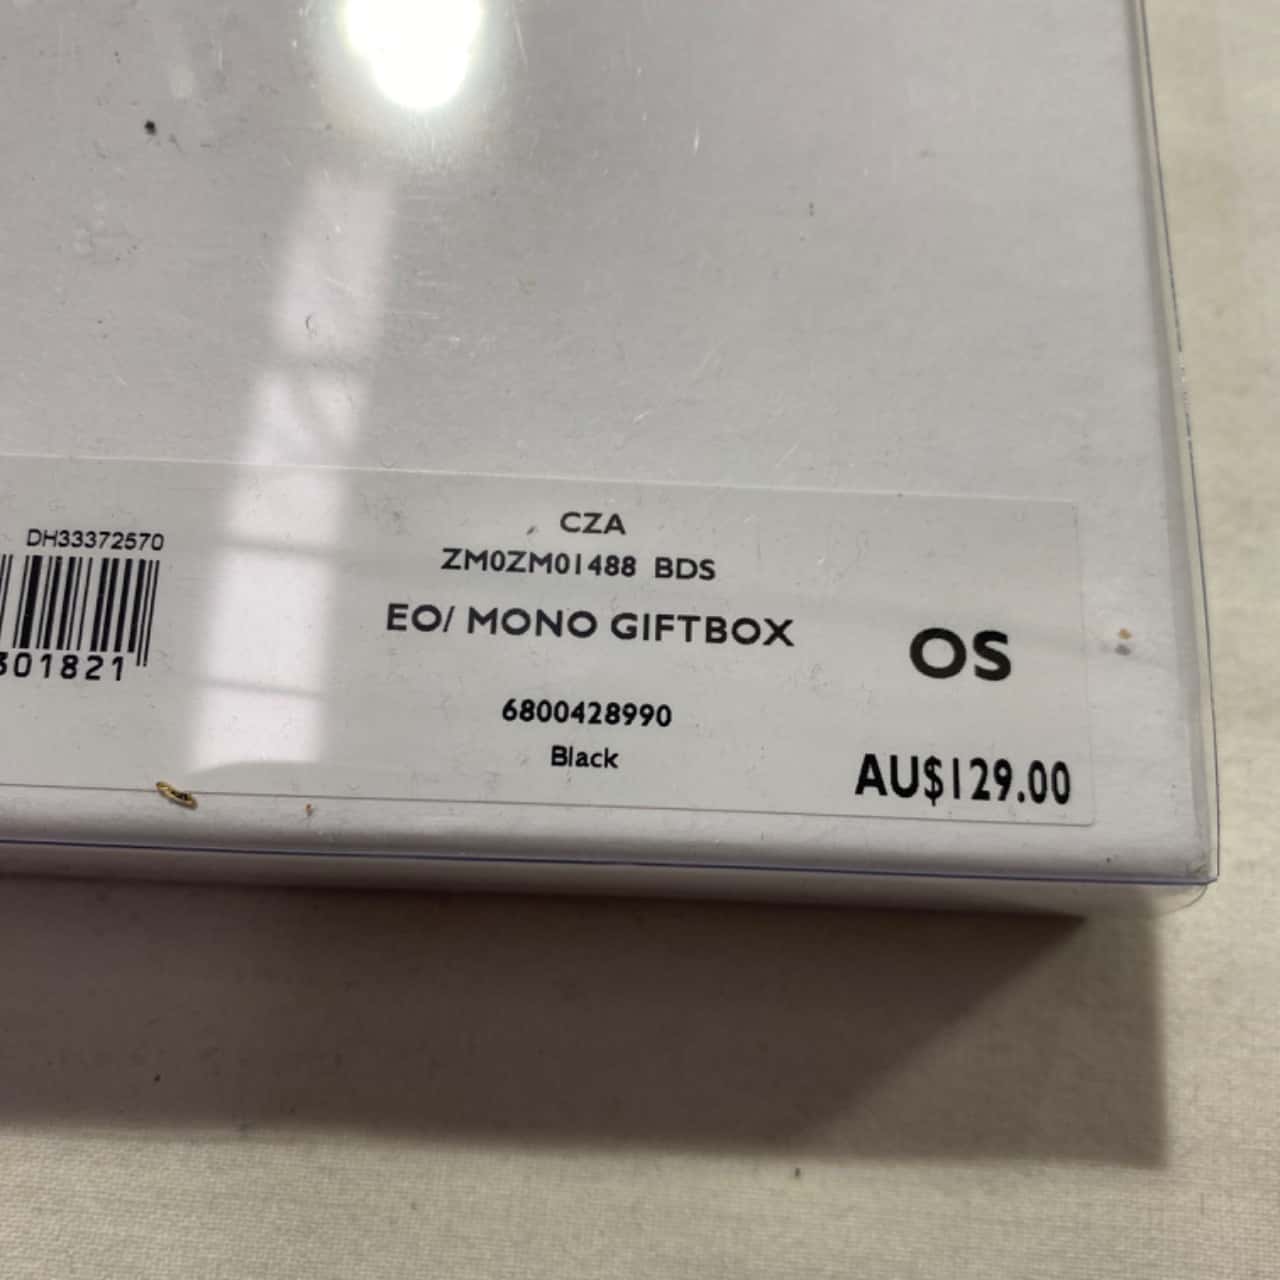 DH33372570
301821
CZA
ZM0ZM01488 BDS
EO/ MONO GIFTBOX
OS
6800428990
Black
AU$129.00